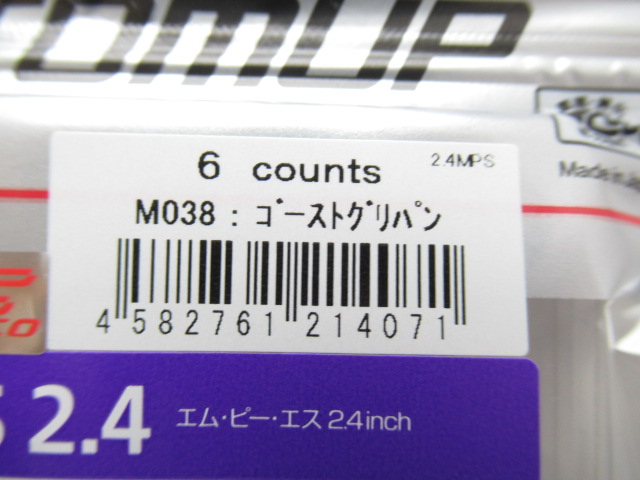 OMUP
6 counts
2.4MPS
M038 : ｺﾞｰｽﾄｸﾞﾘﾊﾟﾝ
Made in
4 582761 214071
2.4
エム・ピー・エス 2.4inch